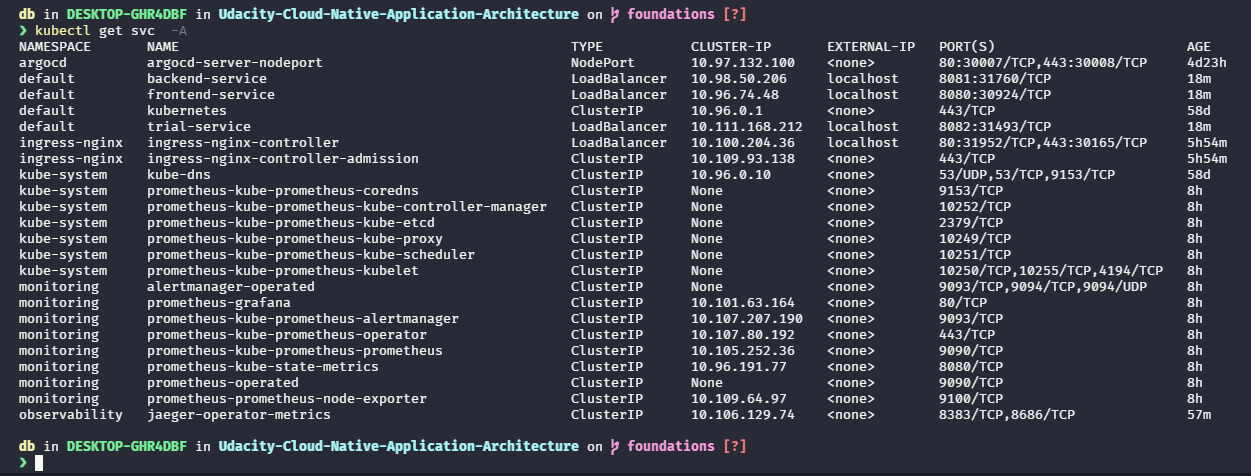 db in DESKTOP-GHR4DBF in Udacity-Cloud-Native-Application-Architecture on foundations [?]
❯ kubectl get svc  -A
NAMESPACE       NAME                                                 TYPE           CLUSTER-IP       EXTERNAL-IP   PORT(S)                        AGE
argocd          argocd-server-nodeport                               NodePort       10.97.132.100    <none>        80:30007/TCP,443:30008/TCP     4d23h
default         backend-service                                      LoadBalancer   10.98.50.206     localhost     8081:31760/TCP                 18m
default         frontend-service                                     LoadBalancer   10.96.74.48      localhost     8080:30924/TCP                 18m
default         kubernetes                                           ClusterIP      10.96.0.1        <none>        443/TCP                        58d
default         trial-service                                        LoadBalancer   10.111.168.212   localhost     8082:31493/TCP                 18m
ingress-nginx   ingress-nginx-controller                             LoadBalancer   10.100.204.36    localhost     80:31952/TCP,443:30165/TCP     5h54m
ingress-nginx   ingress-nginx-controller-admission                   ClusterIP      10.109.93.138    <none>        443/TCP                        5h54m
kube-system     kube-dns                                             ClusterIP      10.96.0.10       <none>        53/UDP,53/TCP,9153/TCP         58d
kube-system     prometheus-kube-prometheus-coredns                   ClusterIP      None             <none>        9153/TCP                       8h
kube-system     prometheus-kube-prometheus-kube-controller-manager   ClusterIP      None             <none>        10252/TCP                      8h
kube-system     prometheus-kube-prometheus-kube-etcd                 ClusterIP      None             <none>        2379/TCP                       8h
kube-system     prometheus-kube-prometheus-kube-proxy                ClusterIP      None             <none>        10249/TCP                      8h
kube-system     prometheus-kube-prometheus-kube-scheduler            ClusterIP      None             <none>        10251/TCP                      8h
kube-system     prometheus-kube-prometheus-kubelet                   ClusterIP      None             <none>        10250/TCP,10255/TCP,4194/TCP   8h
monitoring      alertmanager-operated                                ClusterIP      None             <none>        9093/TCP,9094/TCP,9094/UDP     8h
monitoring      prometheus-grafana                                   ClusterIP      10.101.63.164    <none>        80/TCP                         8h
monitoring      prometheus-kube-prometheus-alertmanager              ClusterIP      10.107.207.190   <none>        9093/TCP                       8h
monitoring      prometheus-kube-prometheus-operator                  ClusterIP      10.107.80.192    <none>        443/TCP                        8h
monitoring      prometheus-kube-prometheus-prometheus                ClusterIP      10.105.252.36    <none>        9090/TCP                       8h
monitoring      prometheus-kube-state-metrics                        ClusterIP      10.96.191.77     <none>        8080/TCP                       8h
monitoring      prometheus-operated                                  ClusterIP      None             <none>        9090/TCP                       8h
monitoring      prometheus-prometheus-node-exporter                  ClusterIP      10.109.64.97     <none>        9100/TCP                       8h
observability   jaeger-operator-metrics                              ClusterIP      10.106.129.74    <none>        8383/TCP,8686/TCP              57m
db in DESKTOP-GHR4DBF in Udacity-Cloud-Native-Application-Architecture on foundations [?]
❯